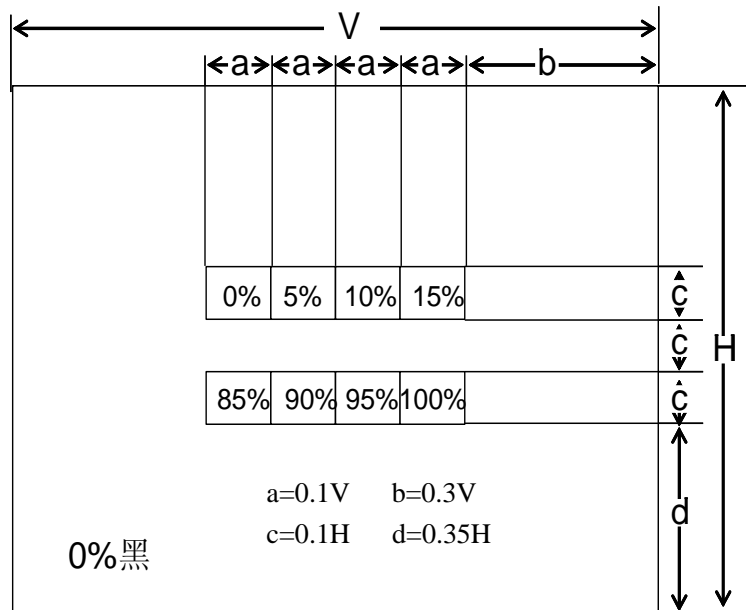 V
a a a a b
0% 5% 10% 15% c
c H
85% 90% 95% 100% c
a=0.1V b=0.3V
c=0.1H d=0.35H d
0%黑